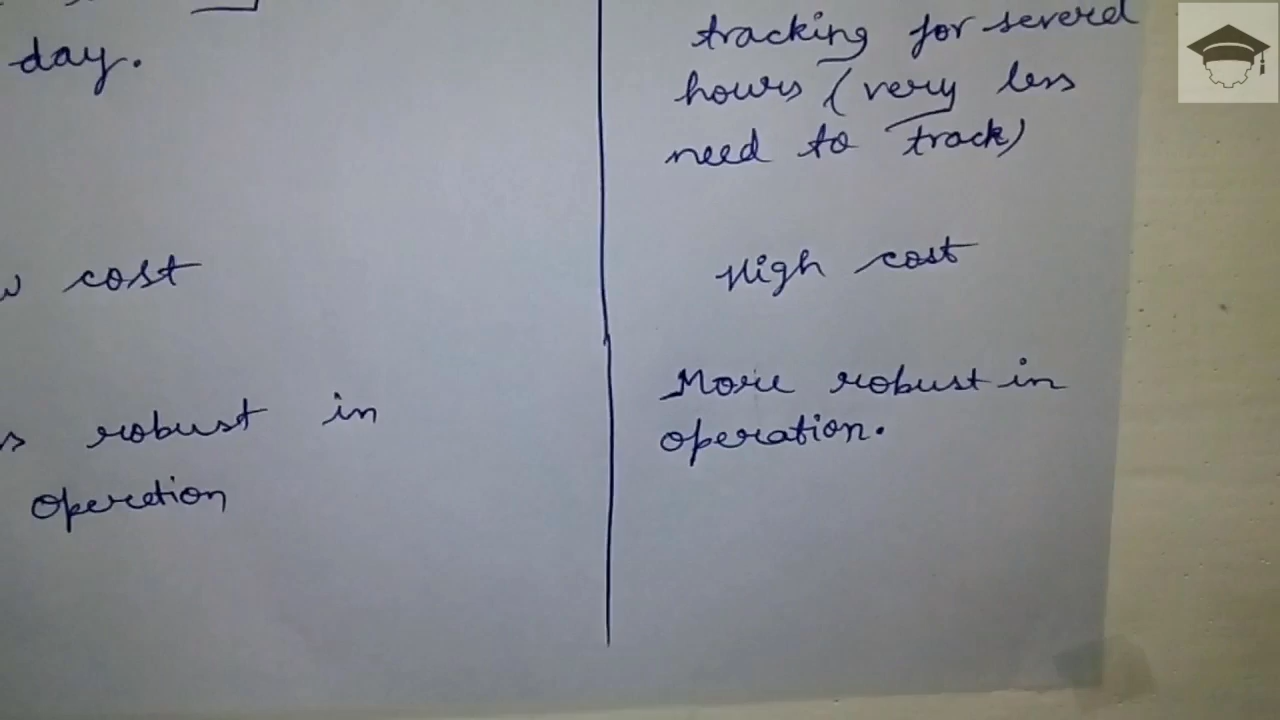 day.
cost
robust in
operetion
tracking for several
hours (very less
need to track)
High cost
More robust in
operation.